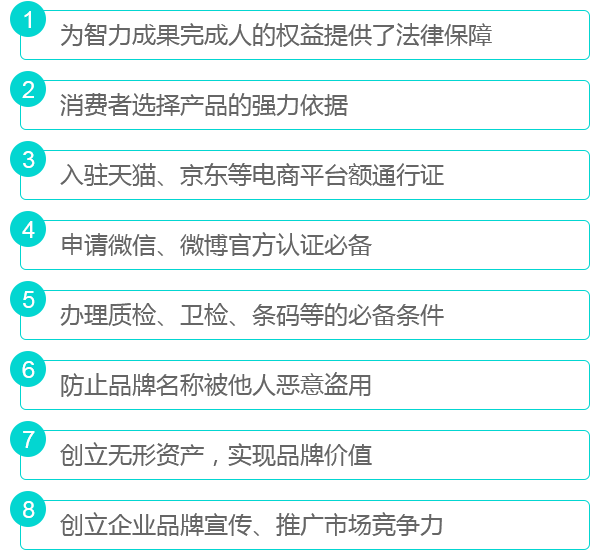 1
为智力成果完成人的权益提供了法律保障
2
消费者选择产品的强力依据
3
入驻天猫、京东等电商平台额通行证
4
申请微信、微博官方认证必备
5
办理质检、卫检、条码等的必备条件
6
防止品牌名称被他人恶意盗用
7
创立无形资产，实现品牌价值
8
创立企业品牌宣传、推广市场竞争力